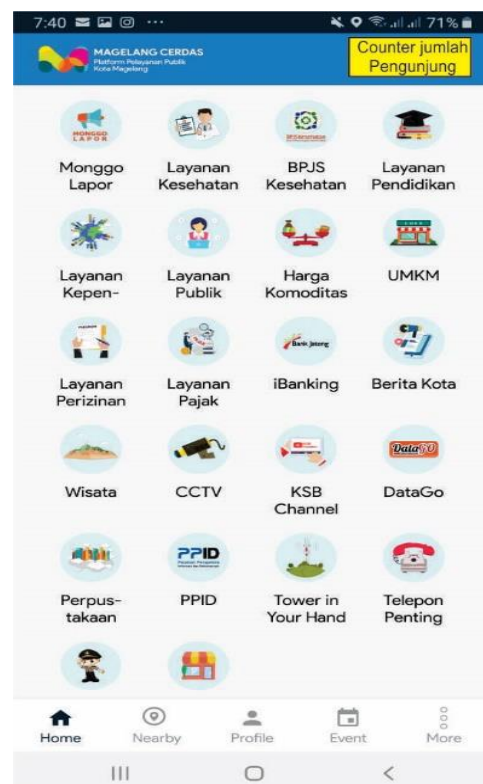 7:40 71%
MAGELANG CERDAS
Platform Pelayanan Publik
Kota Magelang
Counter jumlah
Pengunjung
MONGGO
LAPOR
BPJS Kesehatan
Monggo
Lapor
Layanan
Kesehatan
BPJS
Kesehatan
Layanan
Pendidikan
Layanan
Kepen-
Layanan
Publik
Harga
Komoditas
UMKM
Bank Jateng
Layanan
Perizinan
Layanan
Pajak
iBanking
Berita Kota
DataGO
Wisata
CCTV
KSB
Channel
DataGo
PPID
Perpus-
takaan
PPID
Tower in
Your Hand
Telepon
Penting
Home Nearby Profile Event More